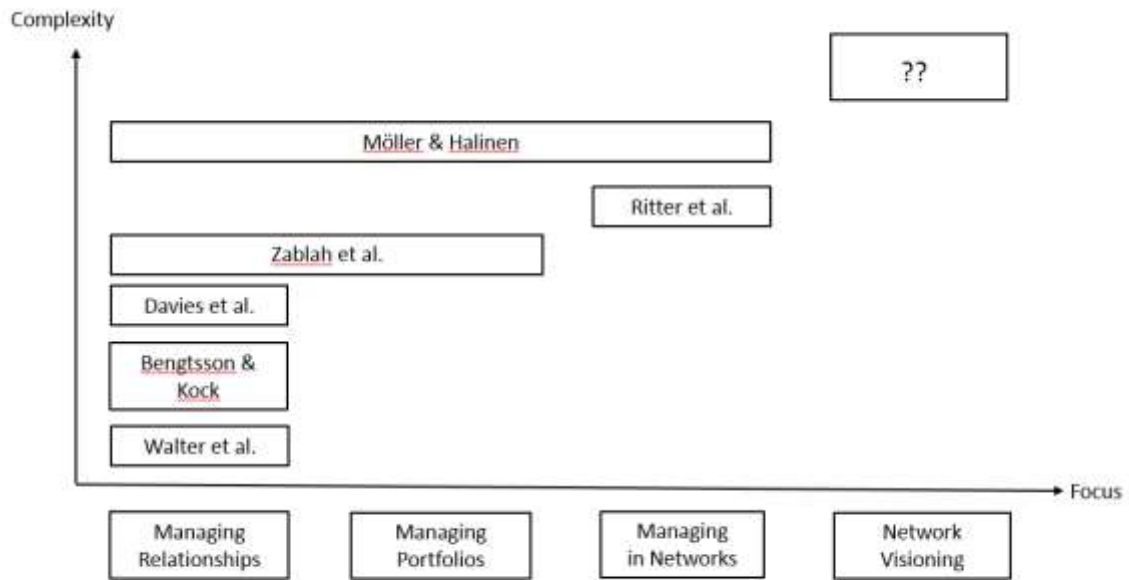 Complexity
??
Möller & Halinen
Ritter et al.
Zablah et al.
Davies et al.
Bengtsson &
Kock
Walter et al.
Focus
Managing
Relationships
Managing
Portfolios
Managing
in Networks
Network
Visioning